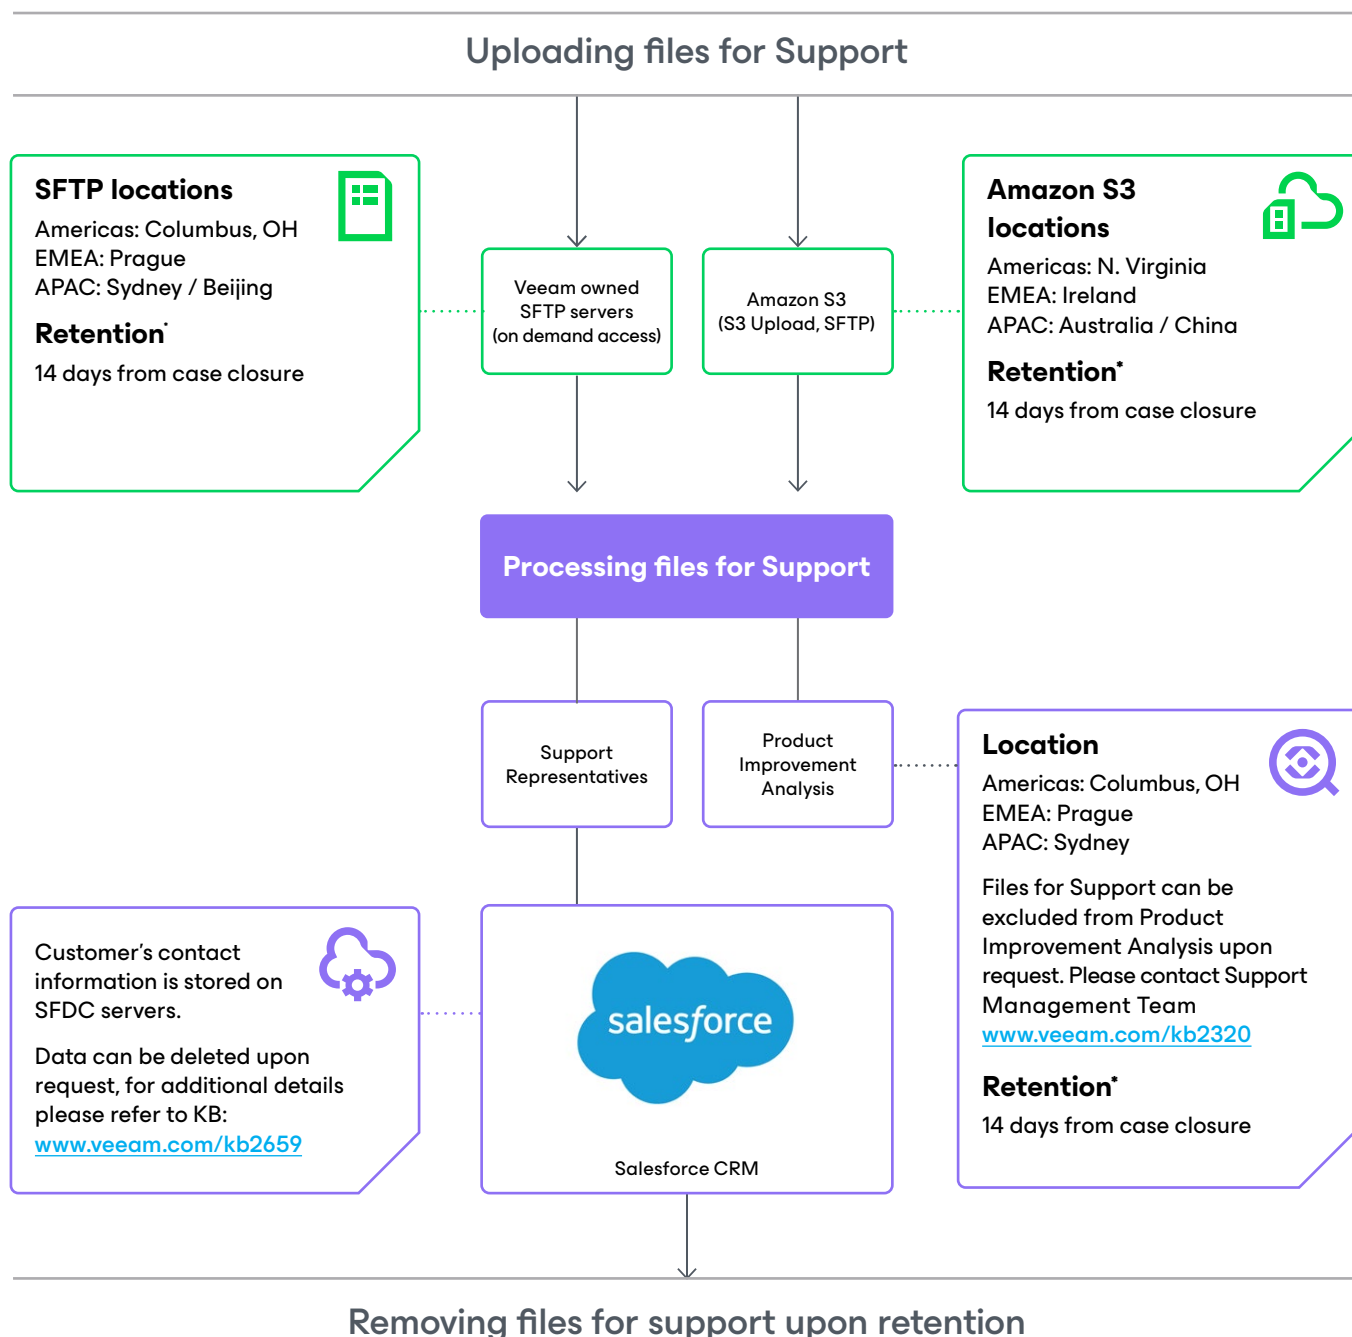 Uploading files for Support
SFTP locations
Americas: Columbus, OH
EMEA: Prague
APAC: Sydney / Beijing
Retention*
14 days from case closure
Veeam owned
SFTP servers
(on demand access)
Amazon S3
(S3 Upload, SFTP)
Amazon S3
locations
Americas: N. Virginia
EMEA: Ireland
APAC: Australia / China
Retention*
14 days from case closure
Processing files for Support
Support
Representatives
Product
Improvement
Analysis
Location
Americas: Columbus, OH
EMEA: Prague
APAC: Sydney
Files for Support can be
excluded from Product
Improvement Analysis upon
request. Please contact Support
Management Team
www.veeam.com/kb2320
Retention*
14 days from case closure
Customer’s contact
information is stored on
SFDC servers.
Data can be deleted upon
request, for additional details
please refer to KB:
www.veeam.com/kb2659
salesforce
Salesforce CRM
Removing files for support upon retention